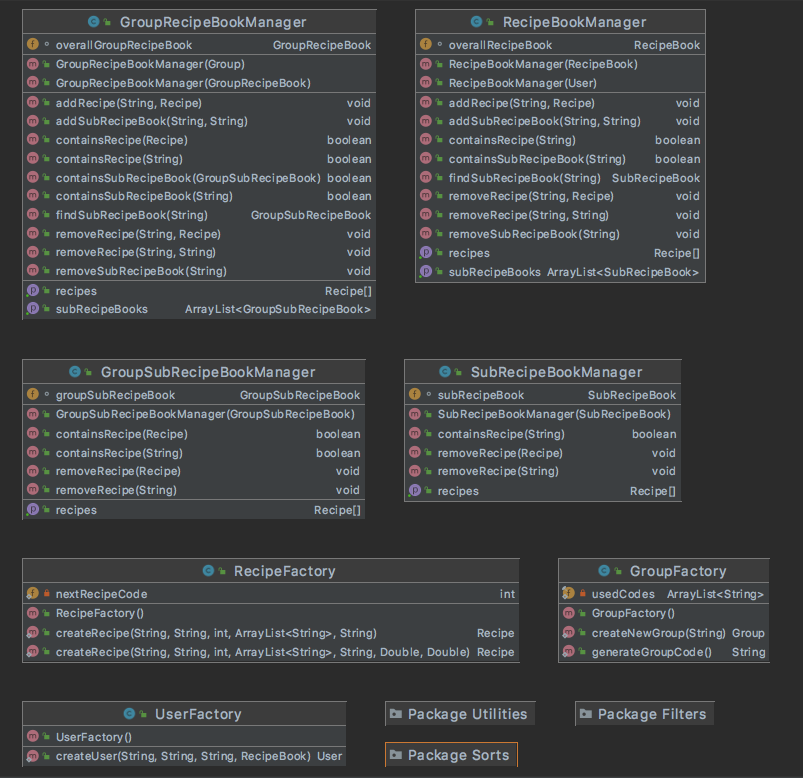 GroupRecipeBookManager
overallGroupRecipeBook GroupRecipeBook
GroupRecipeBookManager(Group)
GroupRecipeBookManager(GroupRecipeBook)
addRecipe(String, Recipe) void
addSubRecipeBook(String, String) void
containsRecipe(Recipe) boolean
containsRecipe(String) boolean
containsSubRecipeBook(GroupSubRecipeBook) boolean
containsSubRecipeBook(String) boolean
findSubRecipeBook(String) GroupSubRecipeBook
removeRecipe(String, Recipe) void
removeRecipe(String, String) void
removeSubRecipeBook(String) void
recipes Recipe[]
subRecipeBooks ArrayList<GroupSubRecipeBook>
RecipeBookManager
overallRecipeBook RecipeBook
RecipeBookManager(RecipeBook)
RecipeBookManager(User)
addRecipe(String, Recipe) void
addSubRecipeBook(String, String) void
containsRecipe(String) boolean
containsSubRecipeBook(String) boolean
findSubRecipeBook(String) SubRecipeBook
removeRecipe(String, Recipe) void
removeRecipe(String, String) void
removeSubRecipeBook(String) void
recipes Recipe[]
subRecipeBooks ArrayList<SubRecipeBook>
GroupSubRecipeBookManager
groupSubRecipeBook GroupSubRecipeBook
GroupSubRecipeBookManager(GroupSubRecipeBook)
containsRecipe(Recipe) boolean
containsRecipe(String) boolean
removeRecipe(Recipe) void
removeRecipe(String) void
recipes Recipe[]
SubRecipeBookManager
subRecipeBook SubRecipeBook
SubRecipeBookManager(SubRecipeBook)
containsRecipe(String) boolean
removeRecipe(Recipe) void
removeRecipe(String) void
recipes Recipe[]
RecipeFactory
nextRecipeCode int
RecipeFactory()
createRecipe(String, String, int, ArrayList<String>, String) Recipe
createRecipe(String, String, int, ArrayList<String>, String, Double, Double) Recipe
GroupFactory
usedCodes ArrayList<String>
GroupFactory()
createNewGroup(String) Group
generateGroupCode() String
UserFactory
UserFactory()
createUser(String, String, String, RecipeBook) User
Package Utilities
Package Filters
Package Sorts